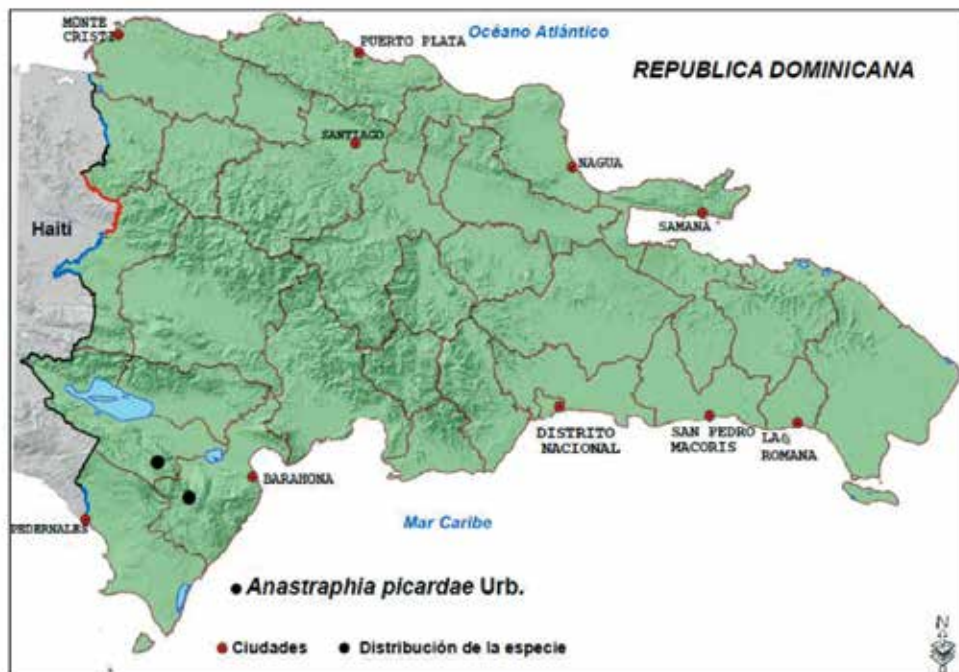 MONTE -
CRISTI
PUERTO PLATA
Océano Atlántico
REPUBLICA DOMINICANA
SANTIAGO
NAGUA
SAMANA
Haití
DISTRITO
NACIONAL
SAN PEDRO
MACORIS
LA
ROMANA
BARAHONA
PEDERNALES
Mar Caribe
Anastraphia picardae Urb.
Ciudades
Distribución de la especie
N